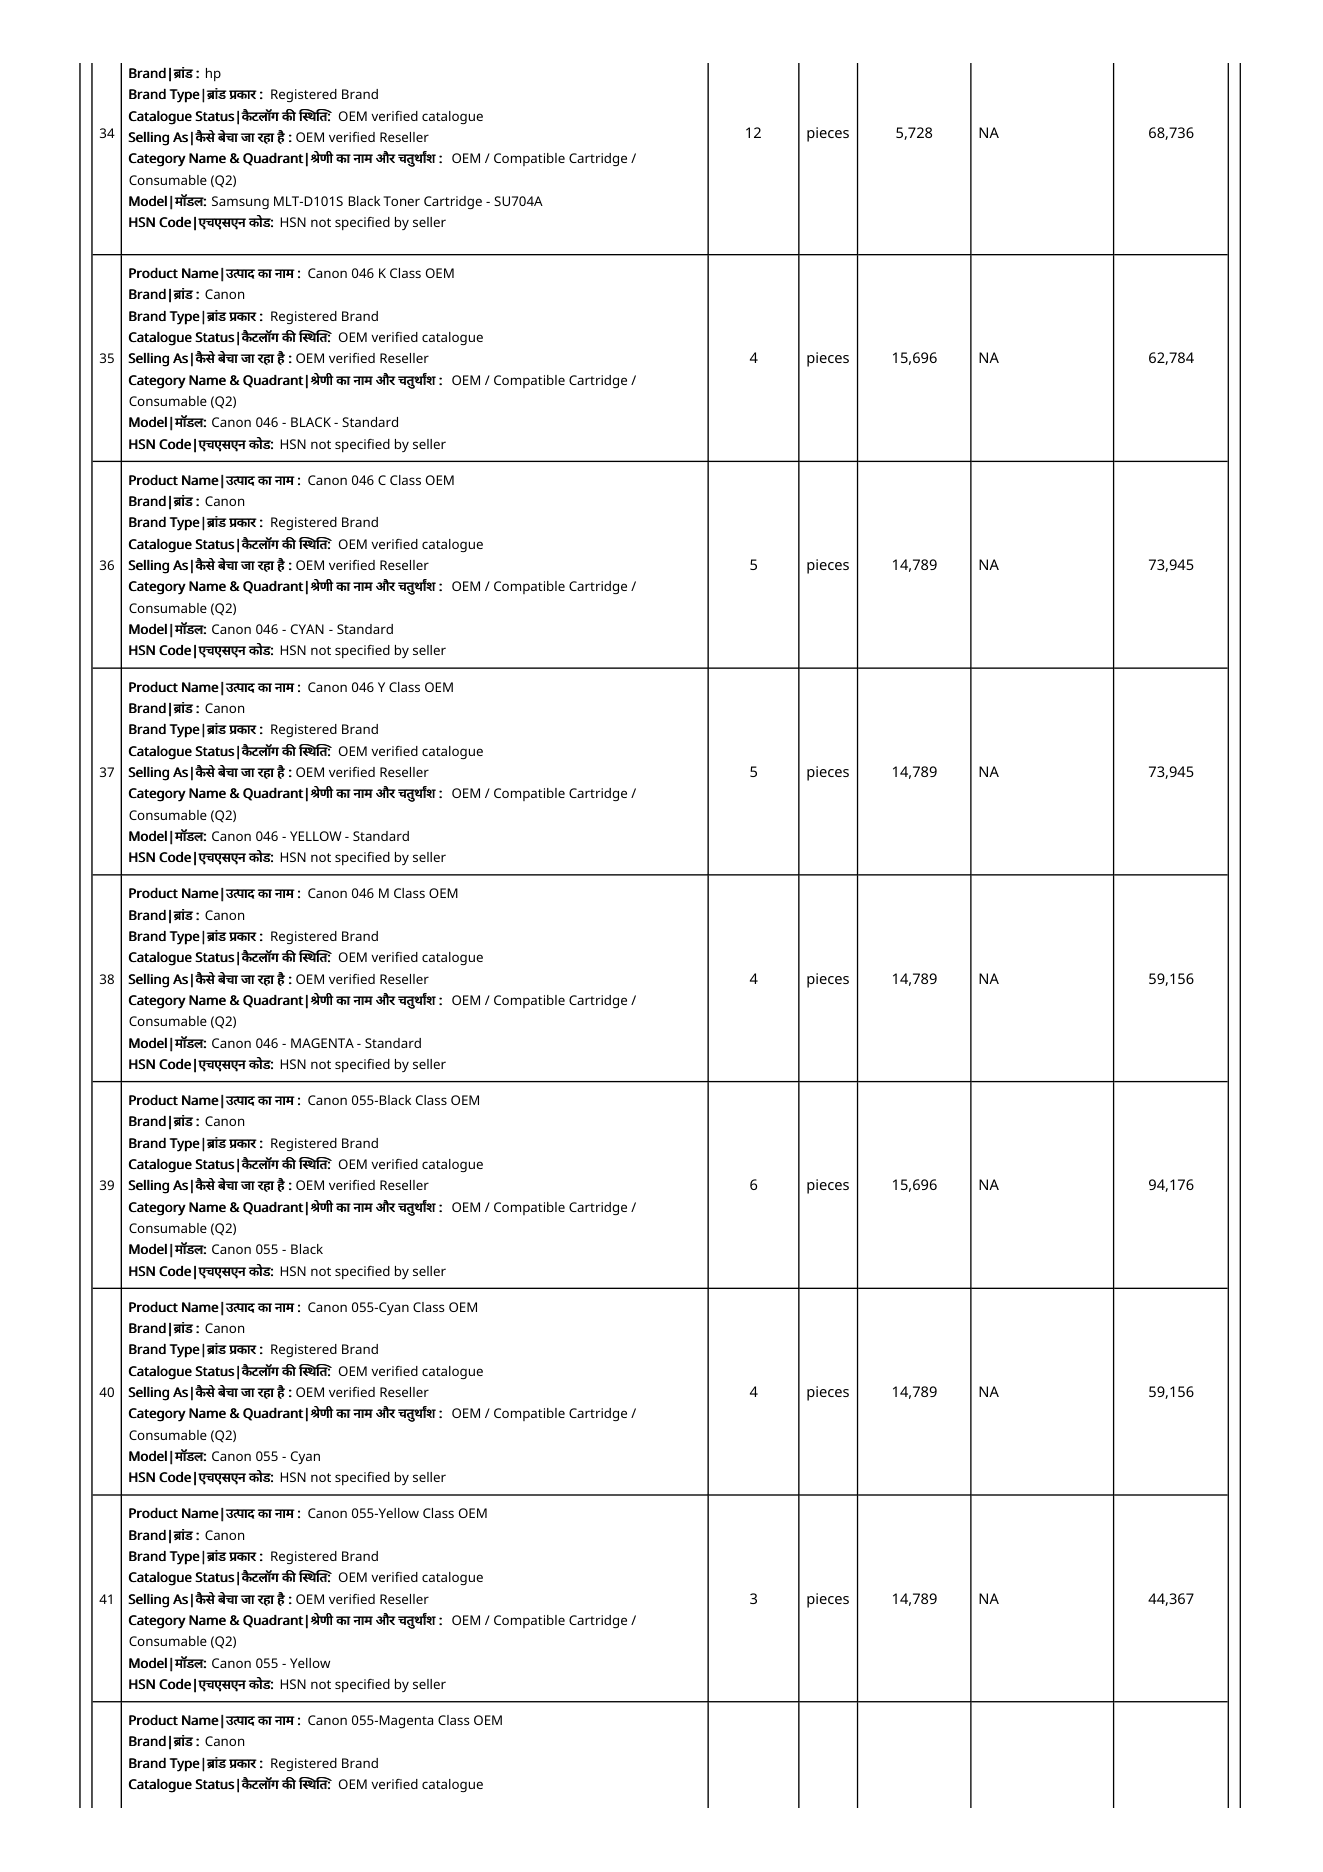 Brand|ब्रांड : hp
Brand Type|ब्रांड प्रकार : Registered Brand
Catalogue Status|कैटलॉग की स्थिति: OEM verified catalogue
Selling As|कैसे बेचा जा रहा है : OEM verified Reseller
Category Name & Quadrant|श्रेणी का नाम और चतुर्थांश : OEM / Compatible Cartridge /
Consumable (Q2)
Model|मॉडल: Samsung MLT-D101S Black Toner Cartridge - SU704A
HSN Code|एचएसएन कोड: HSN not specified by seller
34 12 pieces 5,728 NA 68,736
Product Name|उत्पाद का नाम : Canon 046 K Class OEM
Brand|ब्रांड : Canon
Brand Type|ब्रांड प्रकार : Registered Brand
Catalogue Status|कैटलॉग की स्थिति: OEM verified catalogue
Selling As|कैसे बेचा जा रहा है : OEM verified Reseller
Category Name & Quadrant|श्रेणी का नाम और चतुर्थांश : OEM / Compatible Cartridge /
Consumable (Q2)
Model|मॉडल: Canon 046 - BLACK - Standard
HSN Code|एचएसएन कोड: HSN not specified by seller
35 4 pieces 15,696 NA 62,784
Product Name|उत्पाद का नाम : Canon 046 C Class OEM
Brand|ब्रांड : Canon
Brand Type|ब्रांड प्रकार : Registered Brand
Catalogue Status|कैटलॉग की स्थिति: OEM verified catalogue
Selling As|कैसे बेचा जा रहा है : OEM verified Reseller
Category Name & Quadrant|श्रेणी का नाम और चतुर्थांश : OEM / Compatible Cartridge /
Consumable (Q2)
Model|मॉडल: Canon 046 - CYAN - Standard
HSN Code|एचएसएन कोड: HSN not specified by seller
36 5 pieces 14,789 NA 73,945
Product Name|उत्पाद का नाम : Canon 046 Y Class OEM
Brand|ब्रांड : Canon
Brand Type|ब्रांड प्रकार : Registered Brand
Catalogue Status|कैटलॉग की स्थिति: OEM verified catalogue
Selling As|कैसे बेचा जा रहा है : OEM verified Reseller
Category Name & Quadrant|श्रेणी का नाम और चतुर्थांश : OEM / Compatible Cartridge /
Consumable (Q2)
Model|मॉडल: Canon 046 - YELLOW - Standard
HSN Code|एचएसएन कोड: HSN not specified by seller
37 5 pieces 14,789 NA 73,945
Product Name|उत्पाद का नाम : Canon 046 M Class OEM
Brand|ब्रांड : Canon
Brand Type|ब्रांड प्रकार : Registered Brand
Catalogue Status|कैटलॉग की स्थिति: OEM verified catalogue
Selling As|कैसे बेचा जा रहा है : OEM verified Reseller
Category Name & Quadrant|श्रेणी का नाम और चतुर्थांश : OEM / Compatible Cartridge /
Consumable (Q2)
Model|मॉडल: Canon 046 - MAGENTA - Standard
HSN Code|एचएसएन कोड: HSN not specified by seller
38 4 pieces 14,789 NA 59,156
Product Name|उत्पाद का नाम : Canon 055-Black Class OEM
Brand|ब्रांड : Canon
Brand Type|ब्रांड प्रकार : Registered Brand
Catalogue Status|कैटलॉग की स्थिति: OEM verified catalogue
Selling As|कैसे बेचा जा रहा है : OEM verified Reseller
Category Name & Quadrant|श्रेणी का नाम और चतुर्थांश : OEM / Compatible Cartridge /
Consumable (Q2)
Model|मॉडल: Canon 055 - Black
HSN Code|एचएसएन कोड: HSN not specified by seller
39 6 pieces 15,696 NA 94,176
Product Name|उत्पाद का नाम : Canon 055-Cyan Class OEM
Brand|ब्रांड : Canon
Brand Type|ब्रांड प्रकार : Registered Brand
Catalogue Status|कैटलॉग की स्थिति: OEM verified catalogue
Selling As|कैसे बेचा जा रहा है : OEM verified Reseller
Category Name & Quadrant|श्रेणी का नाम और चतुर्थांश : OEM / Compatible Cartridge /
Consumable (Q2)
Model|मॉडल: Canon 055 - Cyan
HSN Code|एचएसएन कोड: HSN not specified by seller
40 4 pieces 14,789 NA 59,156
Product Name|उत्पाद का नाम : Canon 055-Yellow Class OEM
Brand|ब्रांड : Canon
Brand Type|ब्रांड प्रकार : Registered Brand
Catalogue Status|कैटलॉग की स्थिति: OEM verified catalogue
Selling As|कैसे बेचा जा रहा है : OEM verified Reseller
Category Name & Quadrant|श्रेणी का नाम और चतुर्थांश : OEM / Compatible Cartridge /
Consumable (Q2)
Model|मॉडल: Canon 055 - Yellow
HSN Code|एचएसएन कोड: HSN not specified by seller
41 3 pieces 14,789 NA 44,367
Product Name|उत्पाद का नाम : Canon 055-Magenta Class OEM
Brand|ब्रांड : Canon
Brand Type|ब्रांड प्रकार : Registered Brand
Catalogue Status|कैटलॉग की स्थिति: OEM verified catalogue